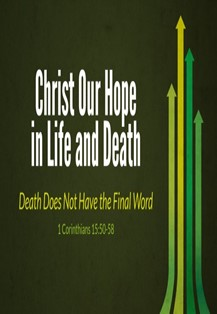 Christ Our Hope
in Life and Death
Death Does Not Have the Final Word
1 Corinthians 15:50-58